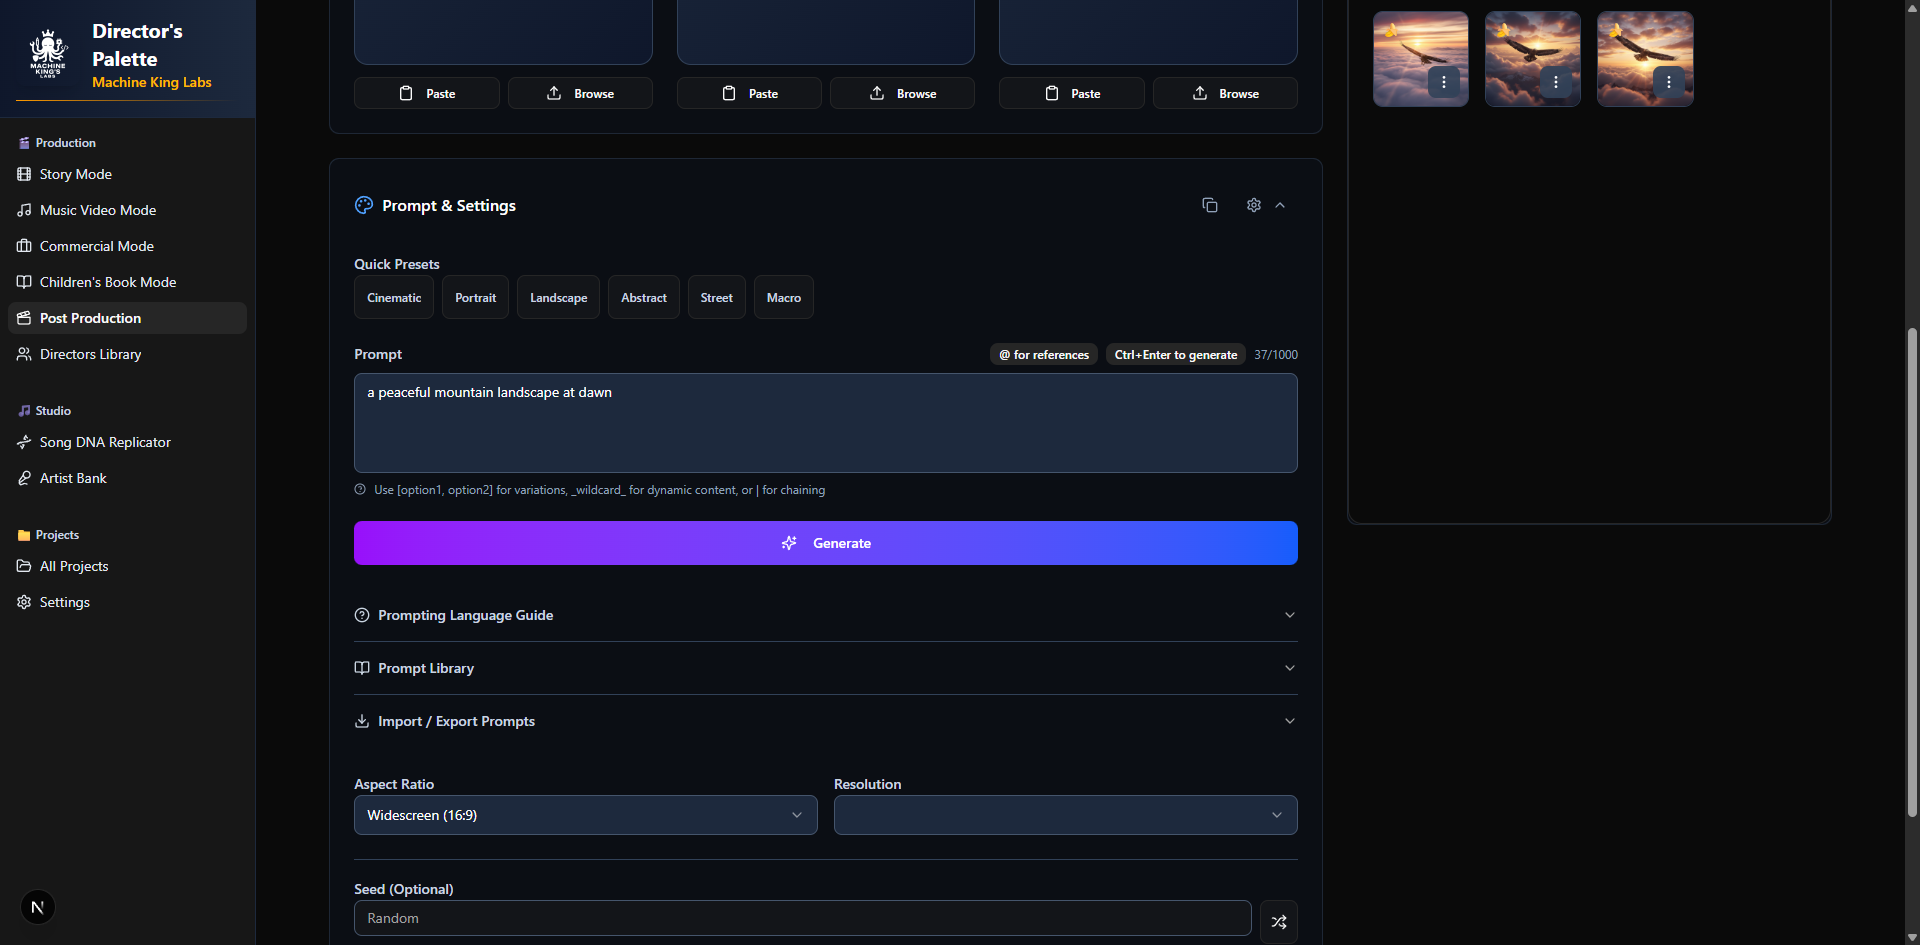 Director's
Palette
Machine King Labs
MACHINE
KING'S
LABS
Production
Story Mode
Music Video Mode
Commercial Mode
Children's Book Mode
Post Production
Directors Library
Studio
Song DNA Replicator
Artist Bank
Projects
All Projects
Settings
N
Paste
Browse
Paste
Browse
Paste
Browse
Prompt & Settings
Quick Presets
Cinematic
Portrait
Landscape
Abstract
Street
Macro
Prompt
@ for references
Ctrl+Enter to generate
37/1000
a peaceful mountain landscape at dawn
Use [option1, option2] for variations, _wildcard_ for dynamic content, or | for chaining
Generate
Prompting Language Guide
Prompt Library
Import / Export Prompts
Aspect Ratio
Resolution
Widescreen (16:9)
Seed (Optional)
Random